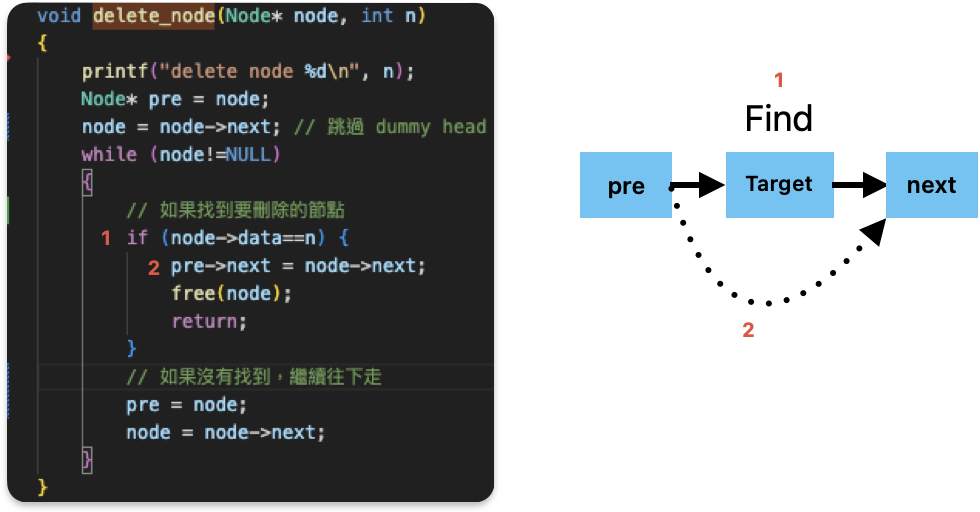 void delete_node(Node* node, int n)
{
printf("delete node %d\n", n);
Node* pre = node;
node = node->next; // 跳過 dummy head
while (node!=NULL)
{
// 如果找到要刪除的節點
1 if (node->data==n) {
2 pre->next = node->next;
free(node);
return;
}
// 如果沒有找到，繼續往下走
pre = node;
node = node->next;
}
}
1
Find
pre Target next
2